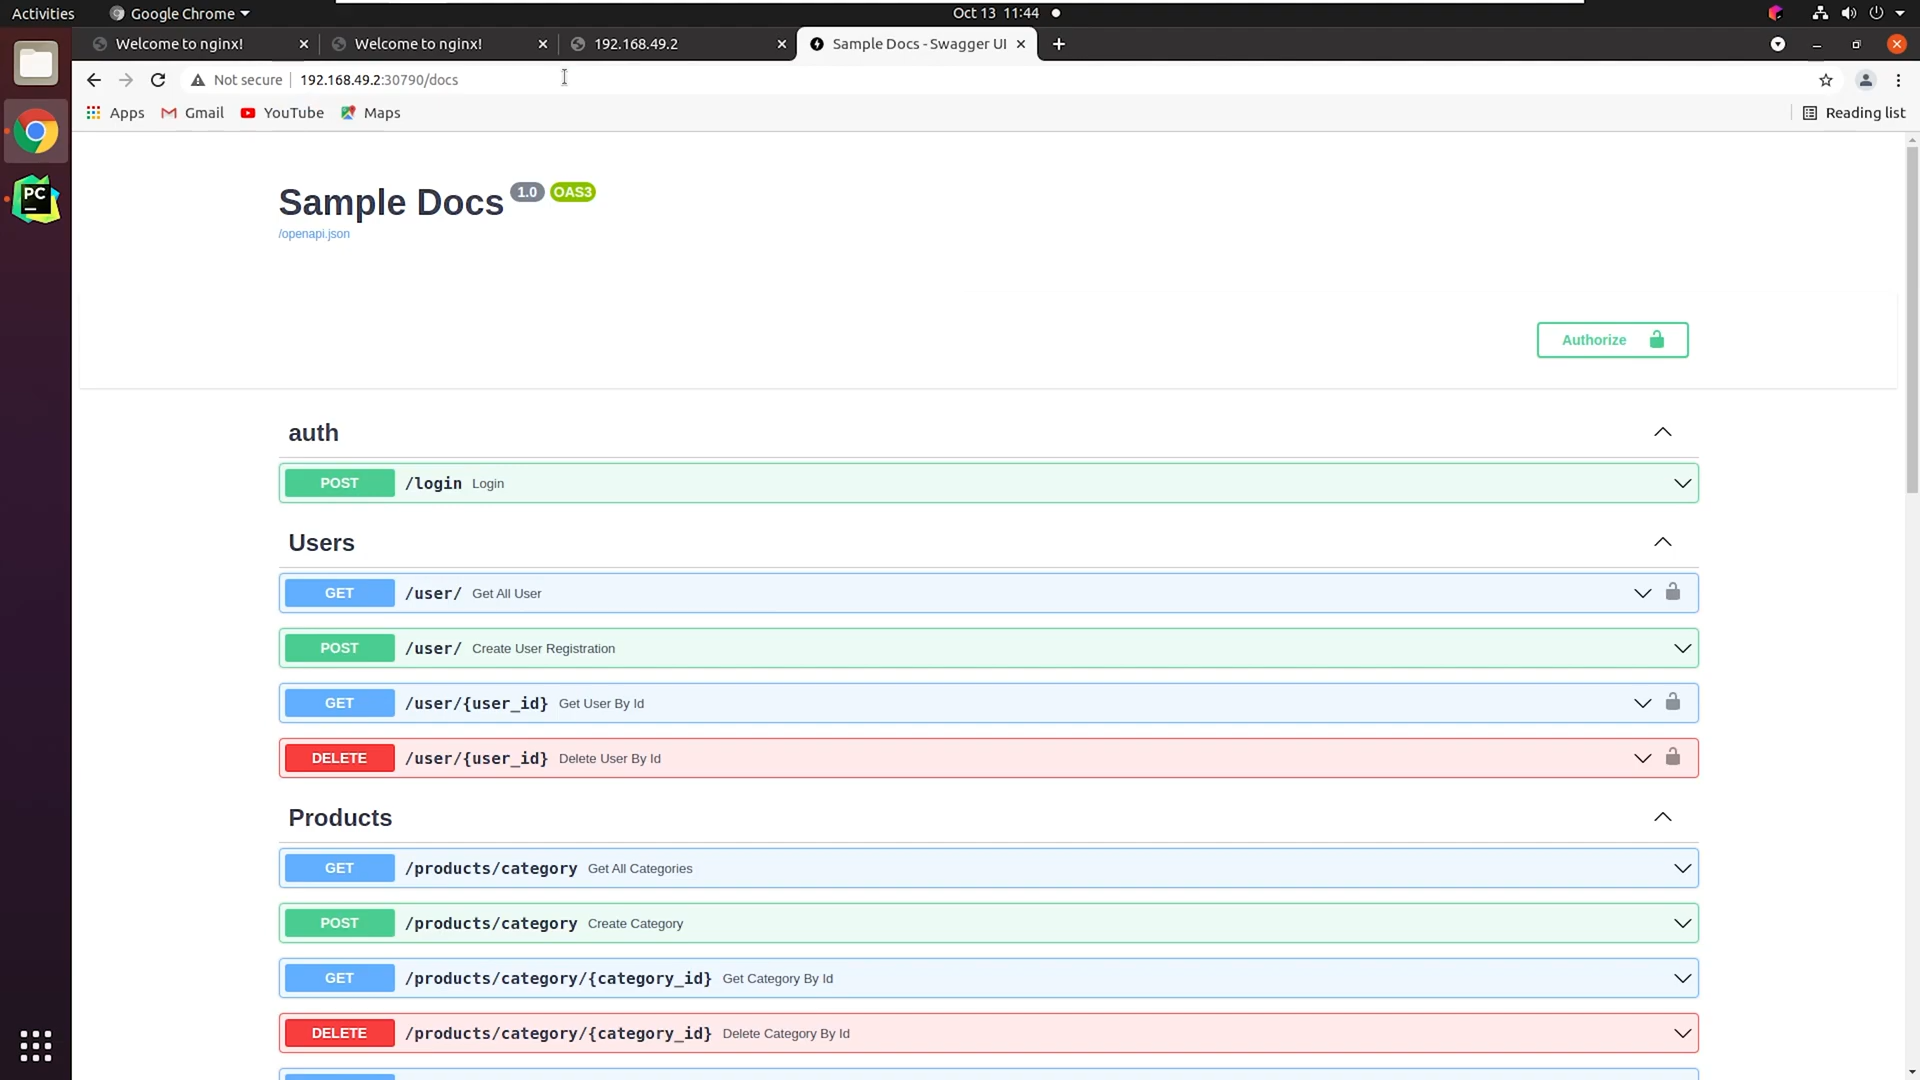 Activities
Google Chrome
Oct 13 11:44
Welcome to nginx!
Welcome to nginx!
192.168.49.2
Sample Docs - Swagger UI
Not secure
192.168.49.2:30790/docs
Apps
Gmail
YouTube
Maps
Reading list
PC
Sample Docs 1.0 OAS3
/openapi.json
Authorize
auth
POST /login Login
Users
GET /user/ Get All User
POST /user/ Create User Registration
GET /user/{user_id} Get User By Id
DELETE /user/{user_id} Delete User By Id
Products
GET /products/category Get All Categories
POST /products/category Create Category
GET /products/category/{category_id} Get Category By Id
DELETE /products/category/{category_id} Delete Category By Id